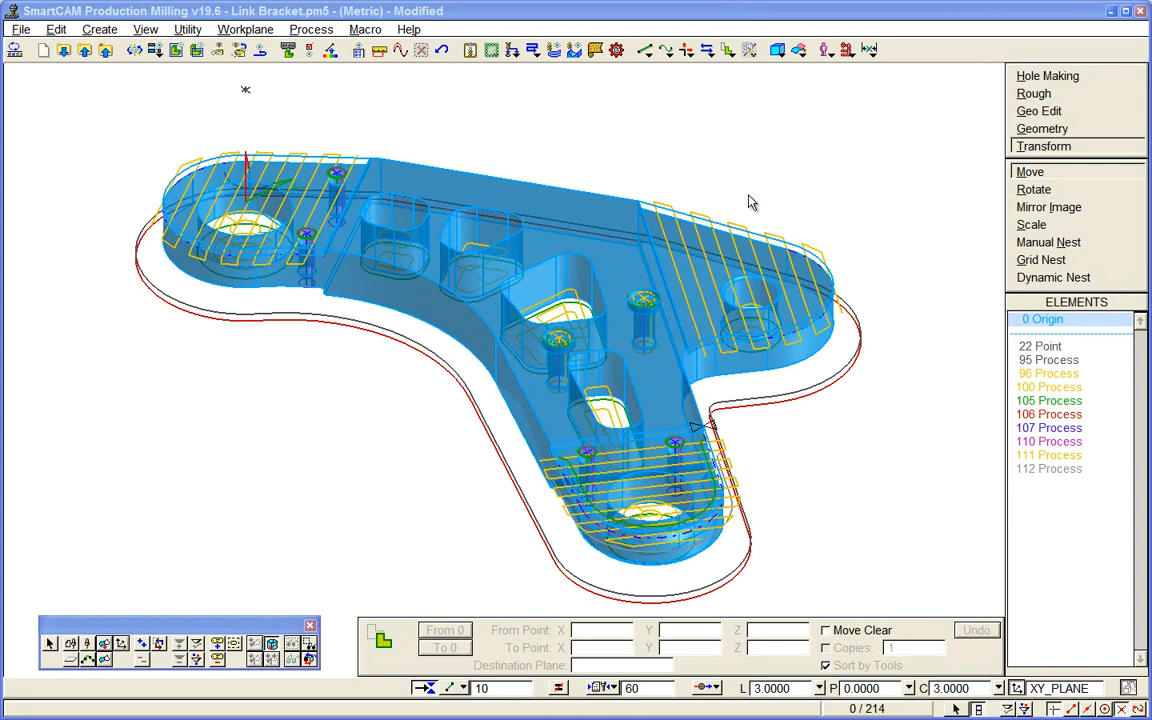 SmartCAM Production Milling v19.6 - Link Bracket.pm5 - (Metric) - Modified
File Edit Create View Utility Workplane Process Macro Help
Hole Making
Rough
Geo Edit
Geometry
Transform
Move
Rotate
Mirror Image
Scale
Manual Nest
Grid Nest
Dynamic Nest
ELEMENTS
0 Origin
22 Point
95 Process
96 Process
100 Process
105 Process
106 Process
107 Process
110 Process
111 Process
112 Process
From 0 From Point: X Y Z Move Clear Undo
To 0 To Point: X Y Z Copies: 1
Destination Plane Sort by Tools
10 60 L 3.0000 P 0.0000 C 3.0000 XY_PLANE
0 / 214